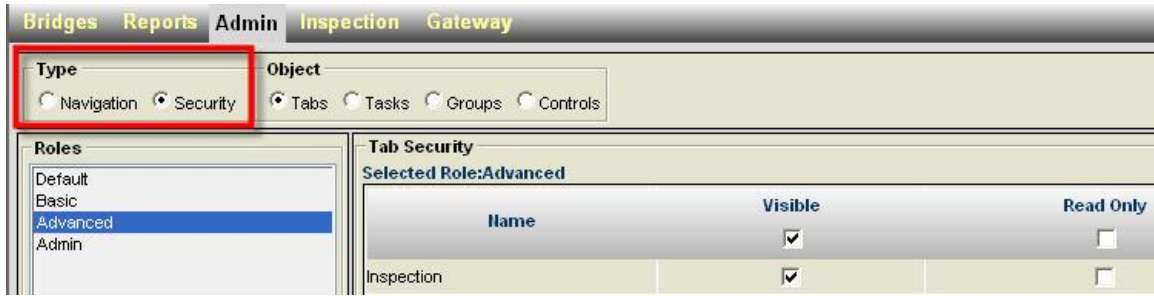 Bridges Reports Admin Inspection Gateway
Type Object
Navigation Security Tabs Tasks Groups Controls
Roles Tab Security
Default Selected Role:Advanced
Basic Name Visible Read Only
Advanced
Admin
Inspection